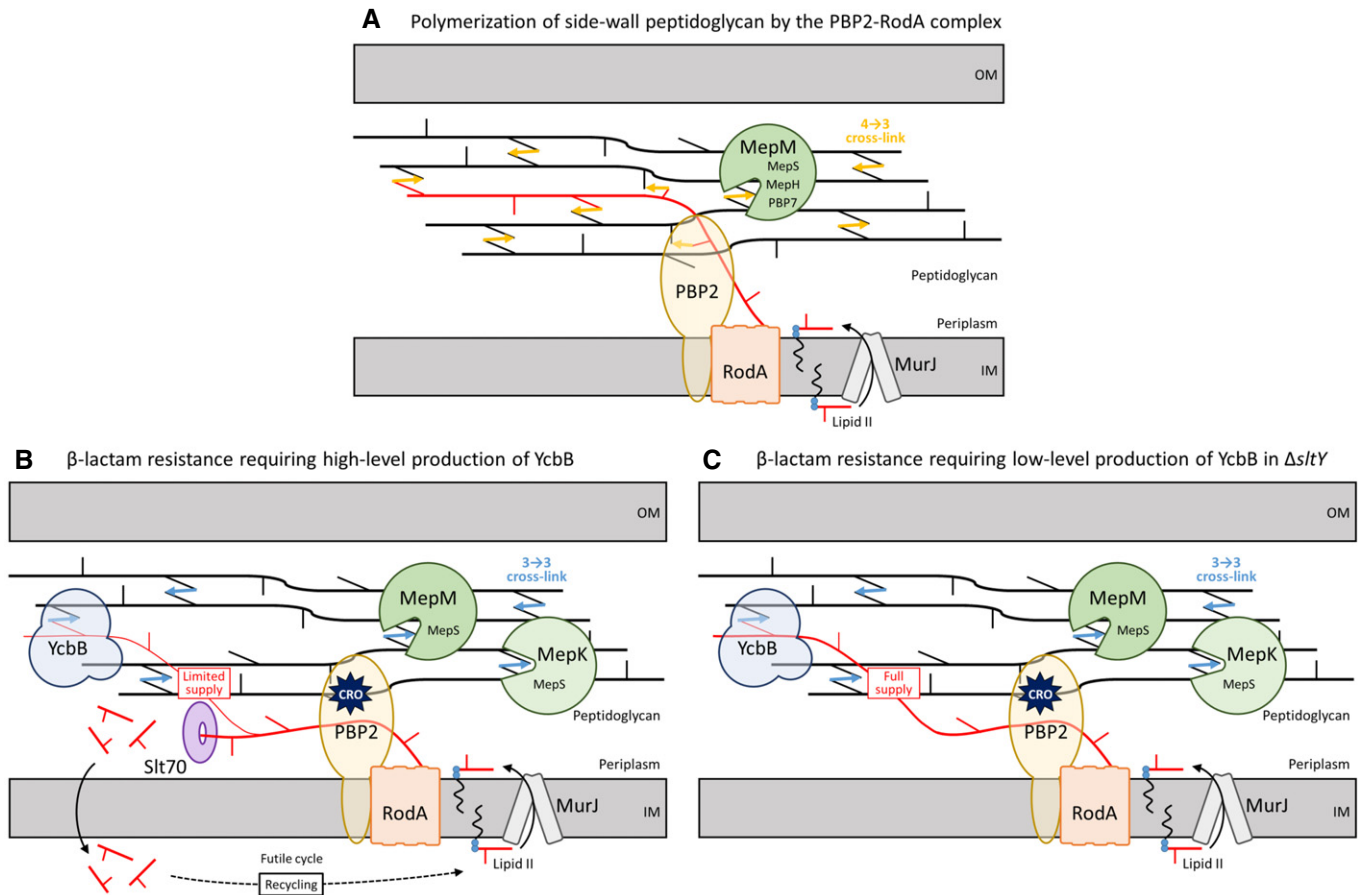 A Polymerization of side-wall peptidoglycan by the PBP2-RodA complex
OM
4→3
cross-link
MepM
MepS
MepH
PBP7
PBP2
Peptidoglycan
Periplasm
RodA
MurJ
IM
Lipid II
B β-lactam resistance requiring high-level production of YcbB
OM
3→3
cross-link
MepM
MepS
YcbB
MepK
MepS
Limited
supply
CRO
PBP2
Peptidoglycan
Slt70
Periplasm
RodA
MurJ
IM
Lipid II
Futile cycle
Recycling
C β-lactam resistance requiring low-level production of YcbB in ΔsltY
OM
3→3
cross-link
MepM
MepS
YcbB
MepK
MepS
Full
supply
CRO
PBP2
Peptidoglycan
Periplasm
RodA
MurJ
IM
Lipid II